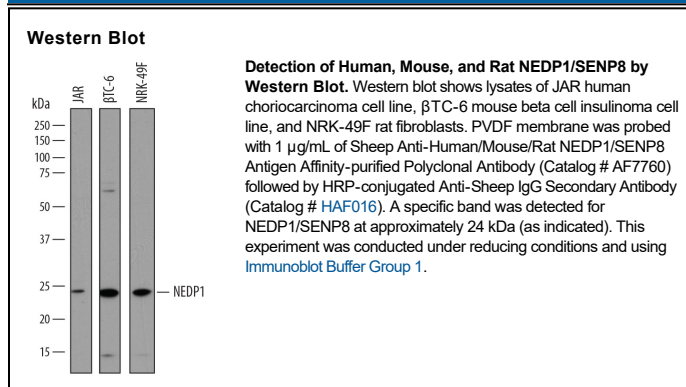 Western Blot
kDa
JAR
βTC-6
NRK-49F
250
150
100
75
50
37
25
20
15
NEDP1
Detection of Human, Mouse, and Rat NEDP1/SENP8 by
Western Blot. Western blot shows lysates of JAR human
choriocarcinoma cell line, βTC-6 mouse beta cell insulinoma cell
line, and NRK-49F rat fibroblasts. PVDF membrane was probed
with 1 µg/mL of Sheep Anti-Human/Mouse/Rat NEDP1/SENP8
Antigen Affinity-purified Polyclonal Antibody (Catalog # AF7760)
followed by HRP-conjugated Anti-Sheep IgG Secondary Antibody
(Catalog # HAF016). A specific band was detected for
NEDP1/SENP8 at approximately 24 kDa (as indicated). This
experiment was conducted under reducing conditions and using
Immunoblot Buffer Group 1.